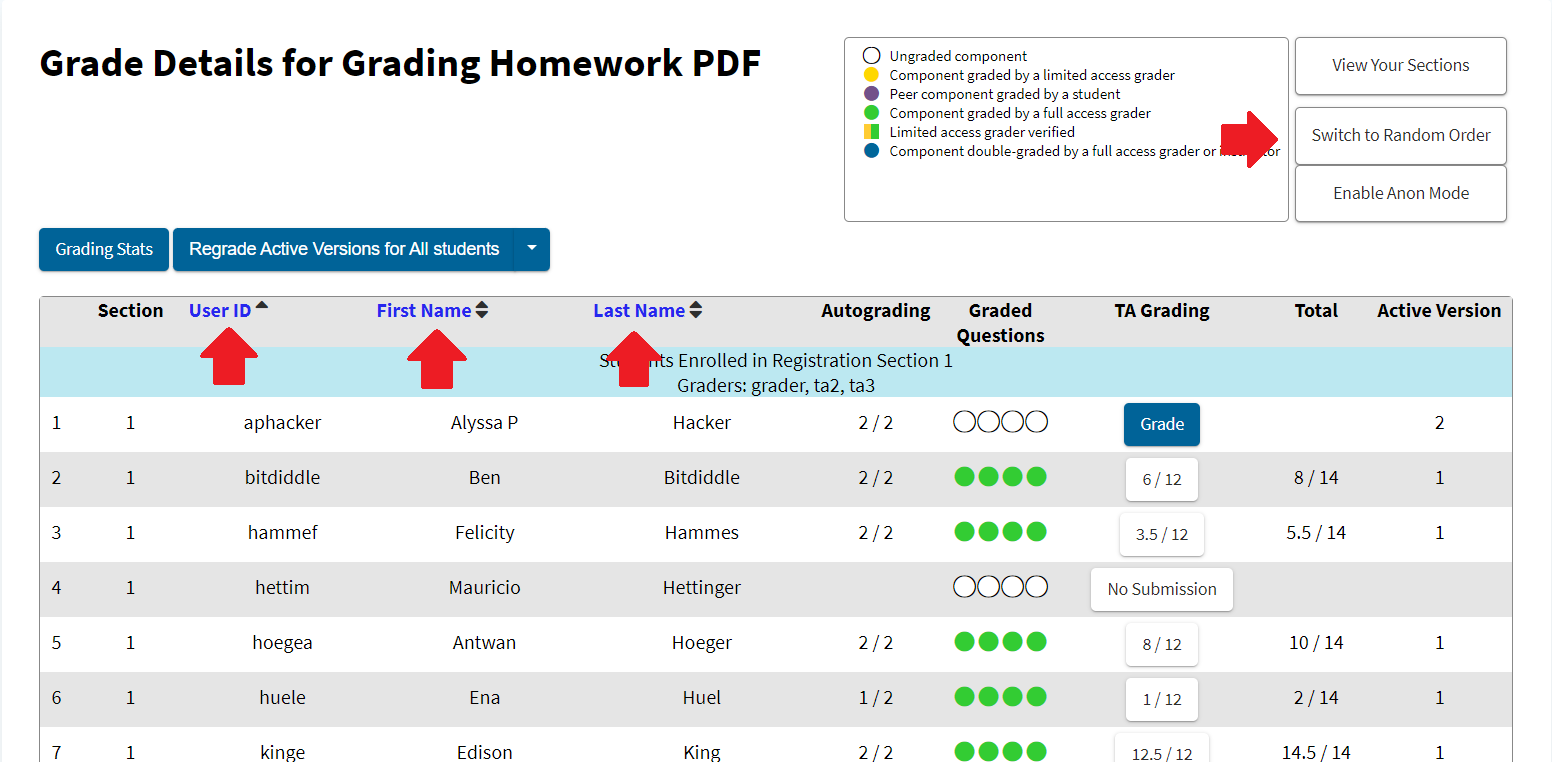 Grade Details for Grading Homework PDF
Ungraded component
Component graded by a limited access grader
Peer component graded by a student
Component graded by a full access grader
Limited access grader verified
Component double-graded by a full access grader or
View Your Sections
Switch to Random Order
Enable Anon Mode
Grading Stats
Regrade Active Versions for All students
Section User ID First Name Last Name Autograding Graded Questions TA Grading Total Active Version
Students Enrolled in Registration Section 1
Graders: grader, ta2, ta3
1 1 aphacker Alyssa P Hacker 2 / 2 Grade 2
2 1 bitdiddle Ben Bitdiddle 2 / 2 6 / 12 8 / 14 1
3 1 hammef Felicity Hammes 2 / 2 3.5 / 12 5.5 / 14 1
4 1 hettim Mauricio Hettinger No Submission
5 1 hoegea Antwan Hoeger 2 / 2 8 / 12 10 / 14 1
6 1 huele Ena Huel 1 / 2 1 / 12 2 / 14 1
7 1 kinge Edison King 2 / 2 12.5 / 12 14.5 / 14 1